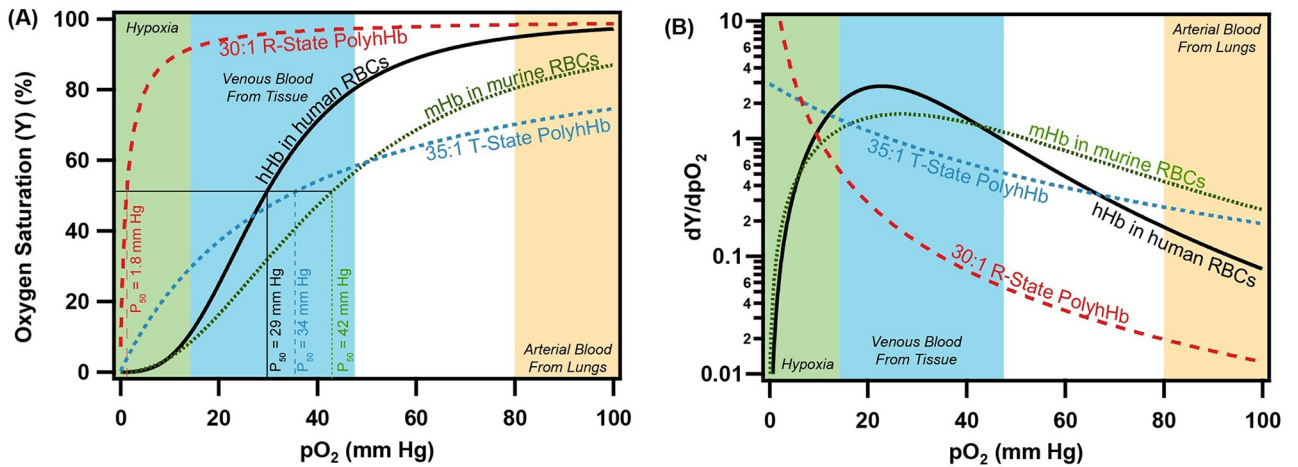 (A)
Oxygen Saturation (Y) (%)
100
80
60
40
20
0
Hypoxia
30:1 R-State PolyhHb
Venous Blood
From Tissue
hHb in human RBCs
mHb in murine RBCs
35:1 T-State PolyhHb
P50 = 1.8 mm Hg
P50 = 29 mm Hg
P50 = 34 mm Hg
P50 = 42 mm Hg
Arterial Blood
From Lungs
0 20 40 60 80 100
pO2 (mm Hg)
(B)
dY/dpO2
10
8
6
4
2
1
8
6
4
2
0.1
8
6
4
2
0.01
Arterial Blood
From Lungs
mHb in murine RBCs
35:1 T-State PolyhHb
hHb in human RBCs
30:1 R-State PolyhHb
Hypoxia
Venous Blood
From Tissue
0 20 40 60 80 100
pO2 (mm Hg)